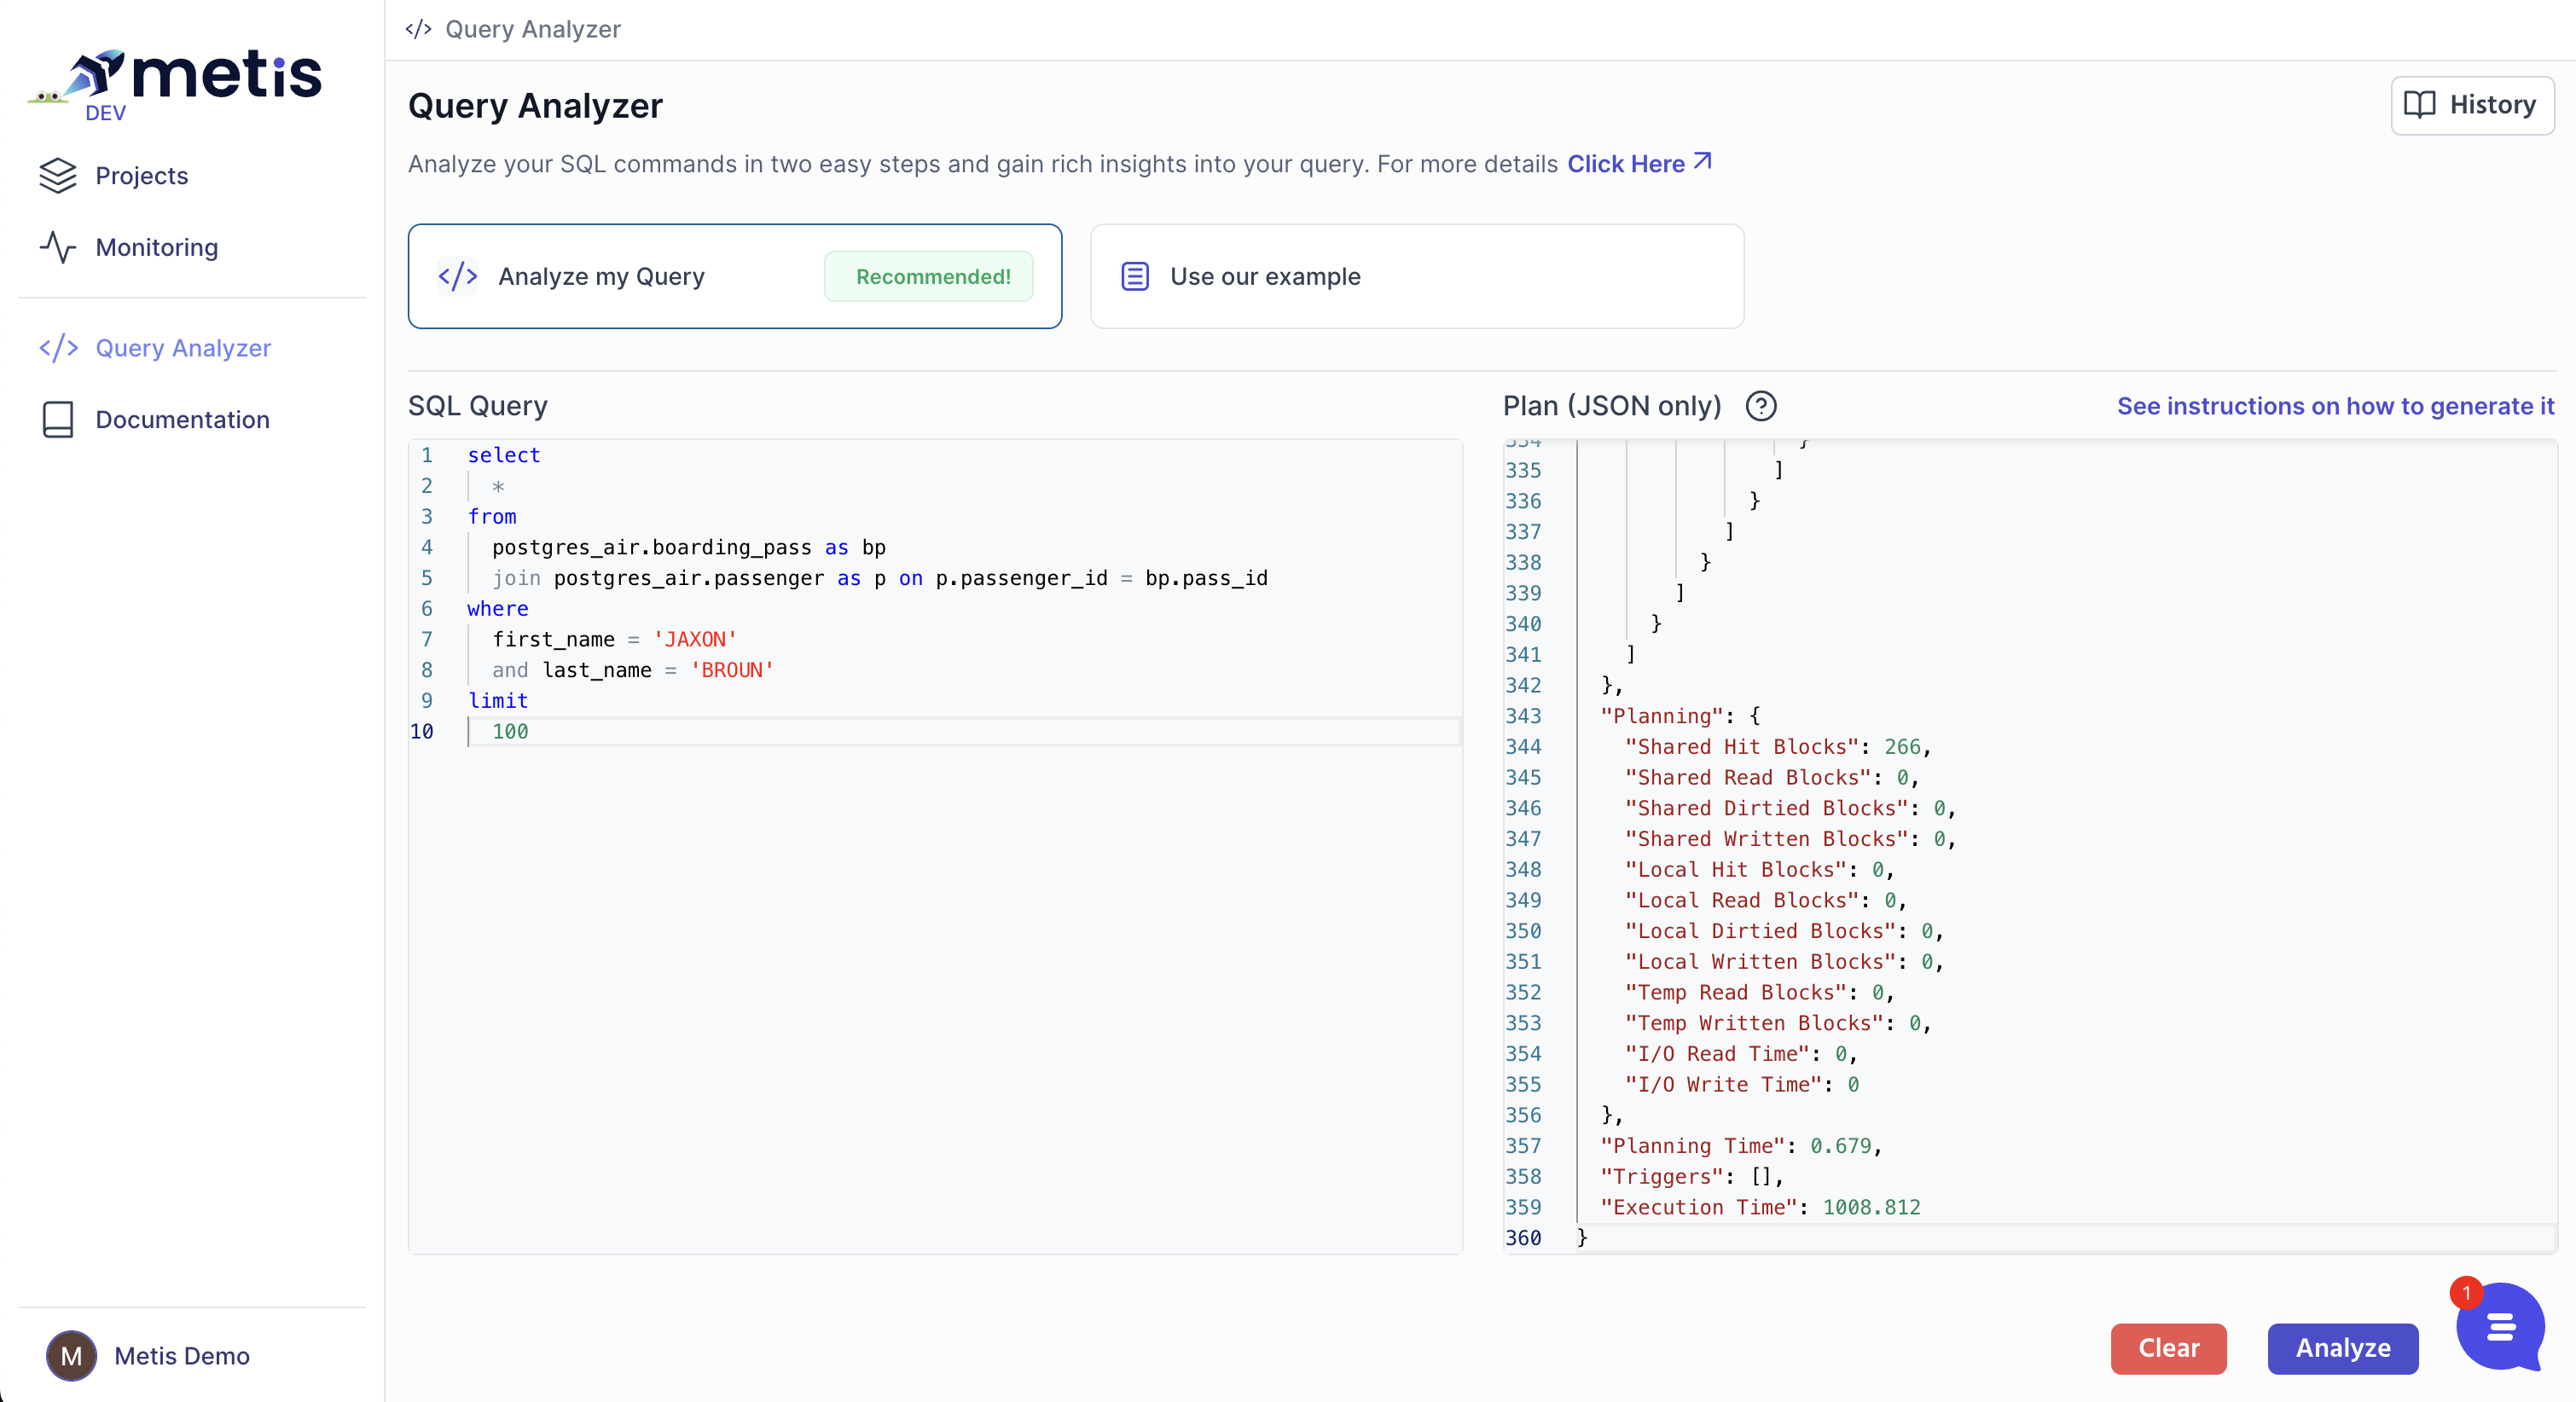 metis
DEV
Projects
Monitoring
Query Analyzer
Documentation
M Metis Demo
</> Query Analyzer
Query Analyzer
History
Analyze your SQL commands in two easy steps and gain rich insights into your query. For more details Click Here
Analyze my Query
Recommended!
Use our example
SQL Query
1 select
2 *
3 from
4 postgres_air.boarding_pass as bp
5 join postgres_air.passenger as p on p.passenger_id = bp.pass_id
6 where
7 first_name = 'JAXON'
8 and last_name = 'BROUN'
9 limit
10 100
Plan (JSON only) ?
See instructions on how to generate it
334 }
335 ]
336 }
337 ]
338 }
339 ]
340 }
341 ]
342 },
343 "Planning": {
344 "Shared Hit Blocks": 266,
345 "Shared Read Blocks": 0,
346 "Shared Dirtied Blocks": 0,
347 "Shared Written Blocks": 0,
348 "Local Hit Blocks": 0,
349 "Local Read Blocks": 0,
350 "Local Dirtied Blocks": 0,
351 "Local Written Blocks": 0,
352 "Temp Read Blocks": 0,
353 "Temp Written Blocks": 0,
354 "I/O Read Time": 0,
355 "I/O Write Time": 0
356 },
357 "Planning Time": 0.679,
358 "Triggers": [],
359 "Execution Time": 1008.812
360 }
Clear
Analyze
1